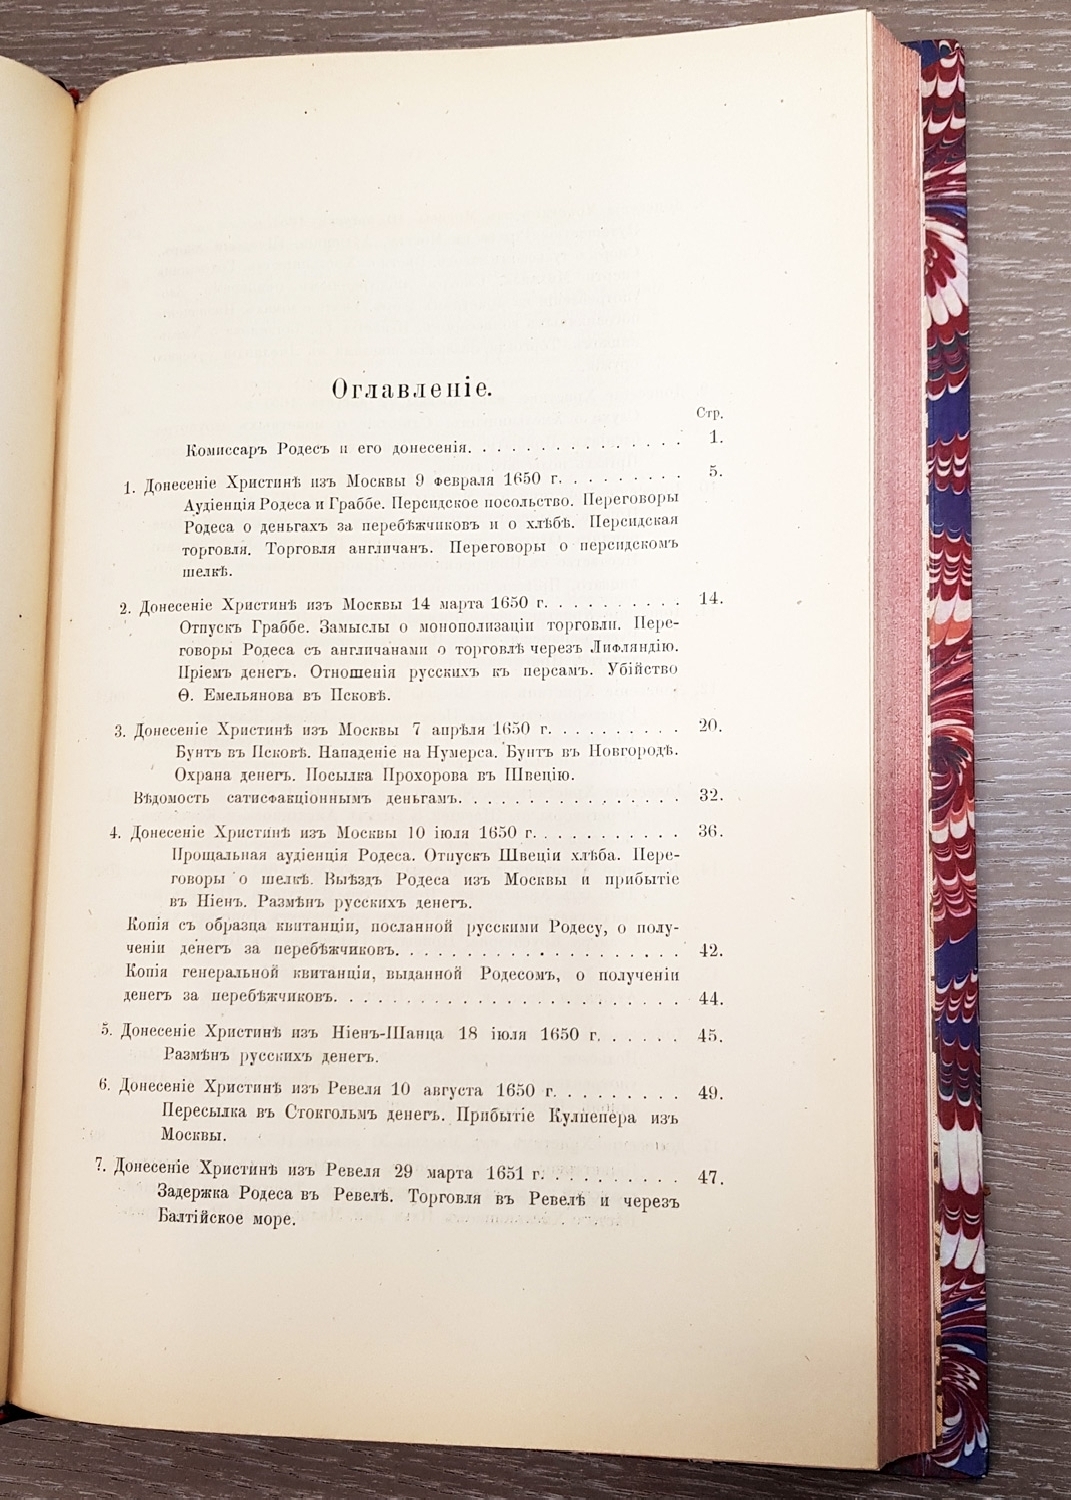 Оглавленіе.
Стр.
Комиссаръ Родесъ и его донесенія. . . . . . . . . . . . . . . 1.
1. Донесеніе Христинѣ изъ Москвы 9 февраля 1650 г. . . . . . . . . 5.
Аудіенція Родеса и Граббе. Персидское посольство. Переговоры
Родеса о деньгахъ за перебѣжчиковъ и о хлѣбѣ. Персидская
торговля. Торговля англичанъ. Переговоры о персидскомъ
шелкѣ.
2. Донесеніе Христинѣ изъ Москвы 14 марта 1650 г. . . . . . . . . . 14.
Отпускъ Граббе. Замыслы о монополизаціи торговли. Пере-
говоры Родеса съ англичанами о торговлѣ черезъ Лифляндію.
Пріемъ денегъ. Отношенія русскихъ къ персамъ. Убійство
Ѳ. Емельянова въ Псковѣ.
3. Донесеніе Христинѣ изъ Москвы 7 апрѣля 1650 г. . . . . . . . . . 20.
Бунтъ въ Псковѣ. Нападеніе на Нумерса. Бунтъ въ Новгородѣ.
Охрана денегъ. Посылка Прохорова въ Швецію.
Вѣдомость сатисфакціоннымъ деньгамъ. . . . . . . . . . . . . . . . 32.
4. Донесеніе Христинѣ изъ Москвы 10 іюля 1650 г. . . . . . . . . . . 36.
Прощальная аудіенція Родеса. Отпускъ Швеціи хлѣба. Пере-
говоры о шелкѣ. Выѣздъ Родеса изъ Москвы и прибытіе
въ Ніен. Размѣнъ русскихъ денегъ.
Копія съ образца квитанціи, посланной русскими Родесу, о полу-
ченіи денегъ за перебѣжчиковъ. . . . . . . . . . . . . . . . . . . 42.
Копія генеральной квитанціи, выданной Родесомъ, о полученіи
денегъ за перебѣжчиковъ. . . . . . . . . . . . . . . . . . . . . . . 44.
5. Донесеніе Христинѣ изъ Ніенъ-Шанца 18 іюля 1650 г. . . . . . 45.
Размѣнъ русскихъ денегъ.
6. Донесеніе Христинѣ изъ Ревеля 10 августа 1650 г. . . . . . . . . 49.
Пересылка въ Стокгольмъ денегъ. Прибытіе Куліепера изъ
Москвы.
7. Донесеніе Христинѣ изъ Ревеля 29 марта 1651 г. . . . . . . . . . 47.
Задержка Родеса въ Ревелѣ. Торговля въ Ревелѣ и черезъ
Балтійское море.